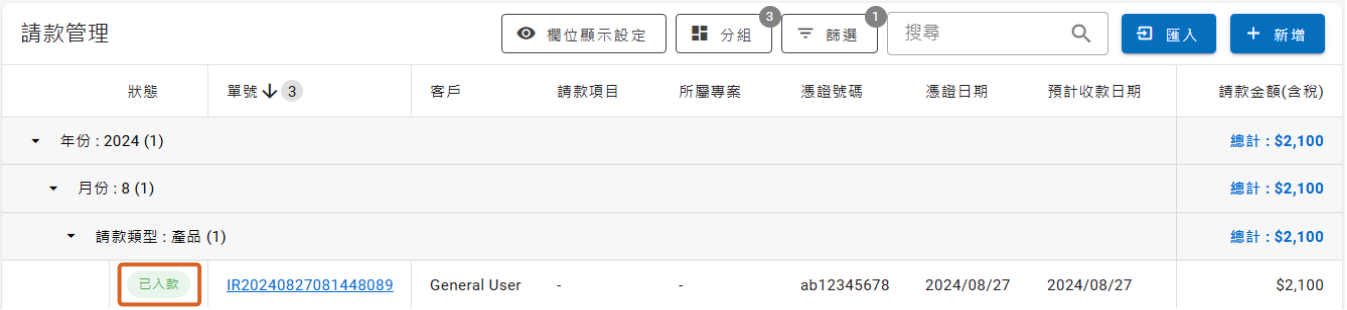 請款管理 欄位顯示設定 分組 3 篩選 1 搜尋 匯入 新增
狀態 單號 3 客戶 請款項目 所屬專案 憑證號碼 憑證日期 預計收款日期 請款金額(含稅)
年份 : 2024 (1) 總計 : $2,100
月份 : 8 (1) 總計 : $2,100
請款類型 : 產品 (1) 總計 : $2,100
已入款 IR20240827081448089 General User - - ab12345678 2024/08/27 2024/08/27 $2,100